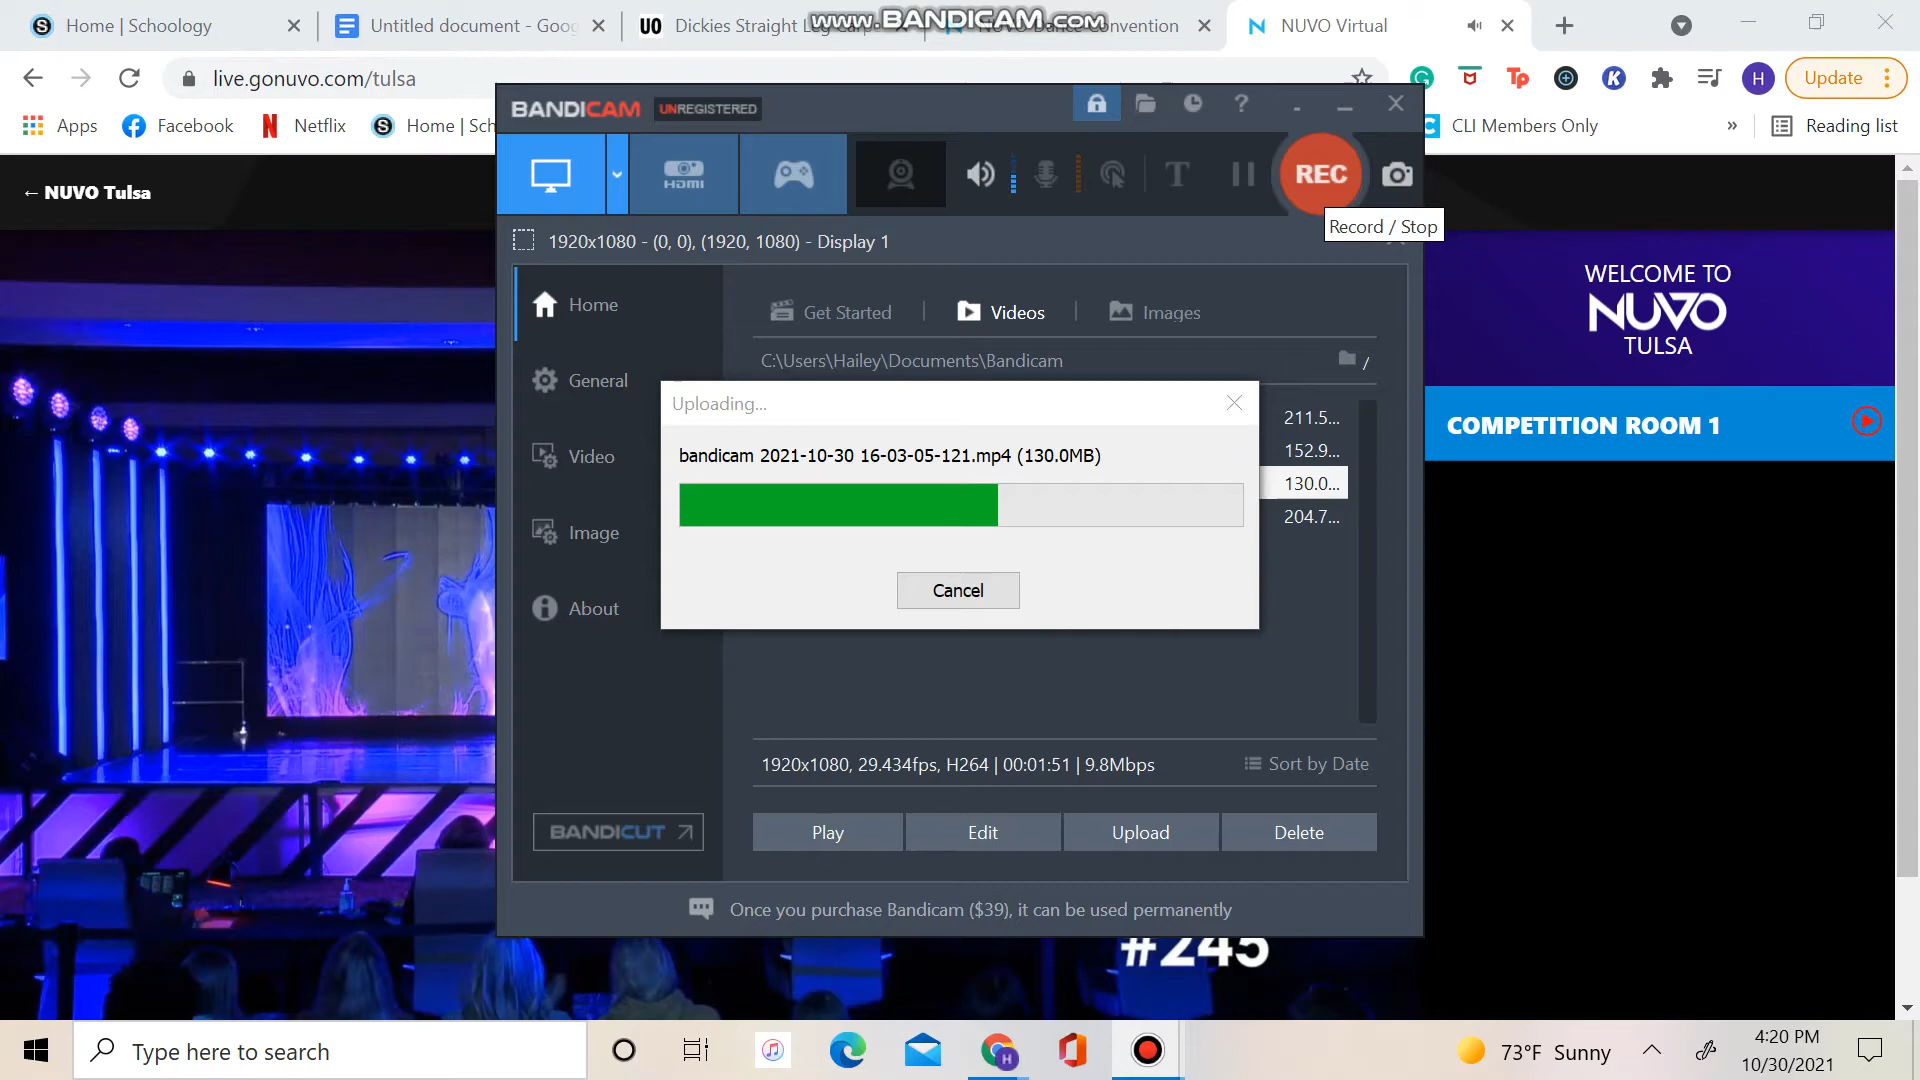 Home | Schoology
Untitled document - Goog
Dickies Straight Leg Carp
NUVO Dance Convention
NUVO Virtual
www.BANDICAM.com
live.gonuvo.com/tulsa
Update
Apps
Facebook
Netflix
Home | Sch
CLI Members Only
»
Reading list
← NUVO Tulsa
BANDICAM UNREGISTERED
HDMI
REC
Record / Stop
1920x1080 - (0, 0), (1920, 1080) - Display 1
Home
General
Video
Image
About
BANDICUT
Get Started
Videos
Images
C:\Users\Hailey\Documents\Bandicam
/
211.5...
152.9...
130.0...
204.7...
Uploading...
bandicam 2021-10-30 16-03-05-121.mp4 (130.0MB)
Cancel
1920x1080, 29.434fps, H264 | 00:01:51 | 9.8Mbps
Sort by Date
Play
Edit
Upload
Delete
Once you purchase Bandicam ($39), it can be used permanently
WELCOME TO
NUVO
TULSA
COMPETITION ROOM 1
#245
Type here to search
73°F Sunny
4:20 PM
10/30/2021